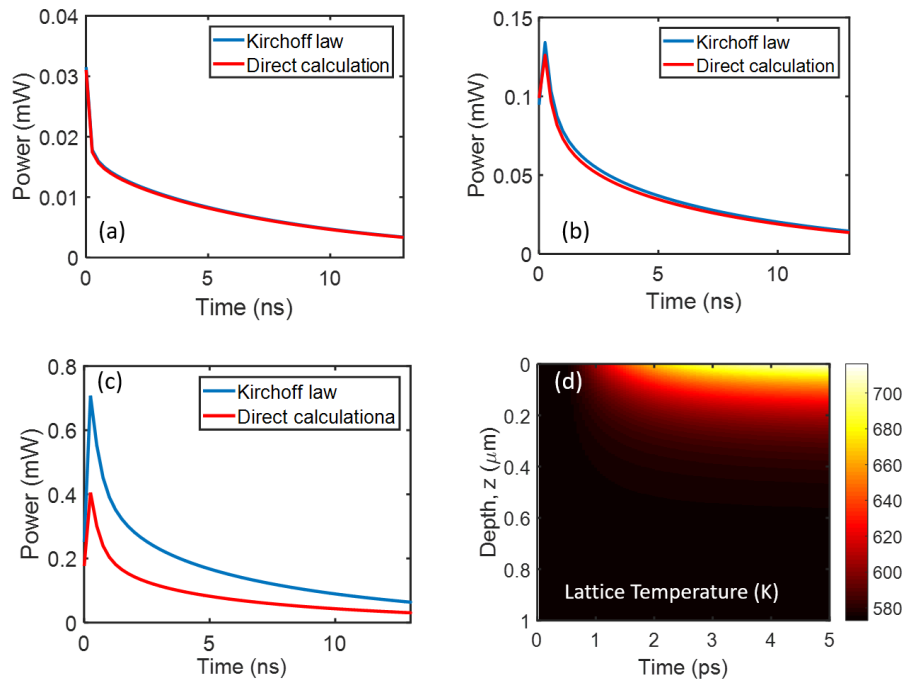 0.04
0.03
0.02
0.01
0
Power (mW)
Kirchoff law
Direct calculation
(a)
0
5
10
Time (ns)
0.15
0.1
0.05
0
Power (mW)
Kirchoff law
Direct calculation
(b)
0
5
10
Time (ns)
0.8
0.6
0.4
0.2
0
Power (mW)
(c)
Kirchoff law
Direct calculationa
0
5
10
Time (ns)
0
0.2
0.4
0.6
0.8
1
Depth, z (μm)
(d)
Lattice Temperature (K)
0
1
2
3
4
5
Time (ps)
700
680
660
640
620
600
580